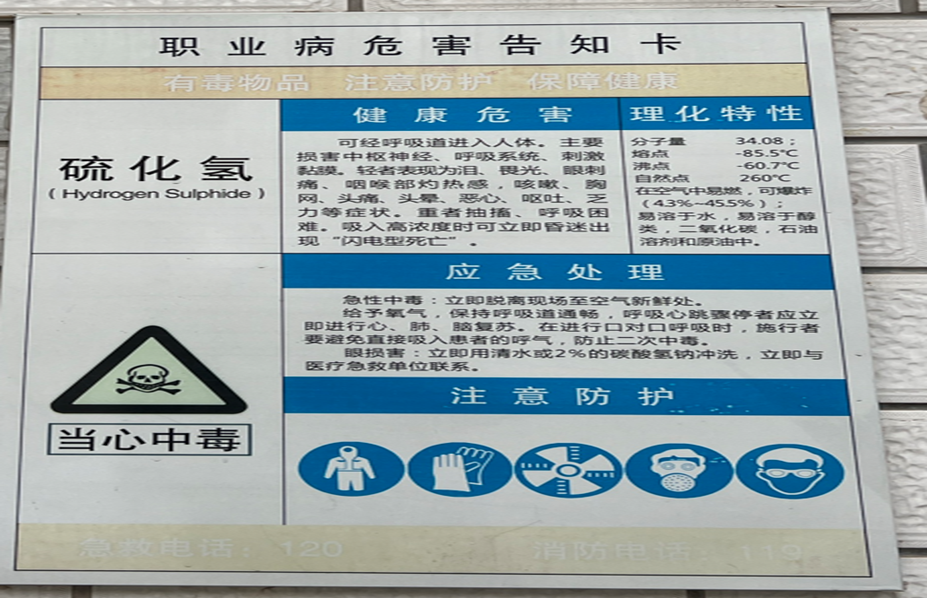 职业病危害告知卡
有毒物品 注意防护 保障健康
硫化氢
(Hydrogen Sulphide)
健康危害
可经呼吸道进入人体。主要
损害中枢神经、呼吸系统、刺激
黏膜。轻者表现为泪、畏光、眼刺
痛、咽喉部灼热感，咳嗽、胸
闷、头痛、头晕、恶心、呕吐、乏
力等症状。重者抽搐、呼吸困
难。吸入高浓度时可立即昏迷出
现“闪电型死亡”。
理化特性
分子量 34.08；
熔点 -85.5℃
沸点 -60.7℃
自然点 260℃
在空气中易燃，可爆炸
（4.3%~45.5%）；
易溶于水，易溶于醇
类，二氧化碳，石油
溶剂和原油中。
应急处理
急性中毒：立即脱离现场至空气新鲜处。
给予氧气，保持呼吸道通畅，呼吸心跳骤停者应立
即进行心、肺、脑复苏。在进行口对口呼吸时，施行者
要避免直接吸入患者的呼气，防止二次中毒。
眼损害：立即用清水或2%的碳酸氢钠冲洗，立即与
医疗急救单位联系。
当心中毒
注意防护
急救电话：120 消防电话：119